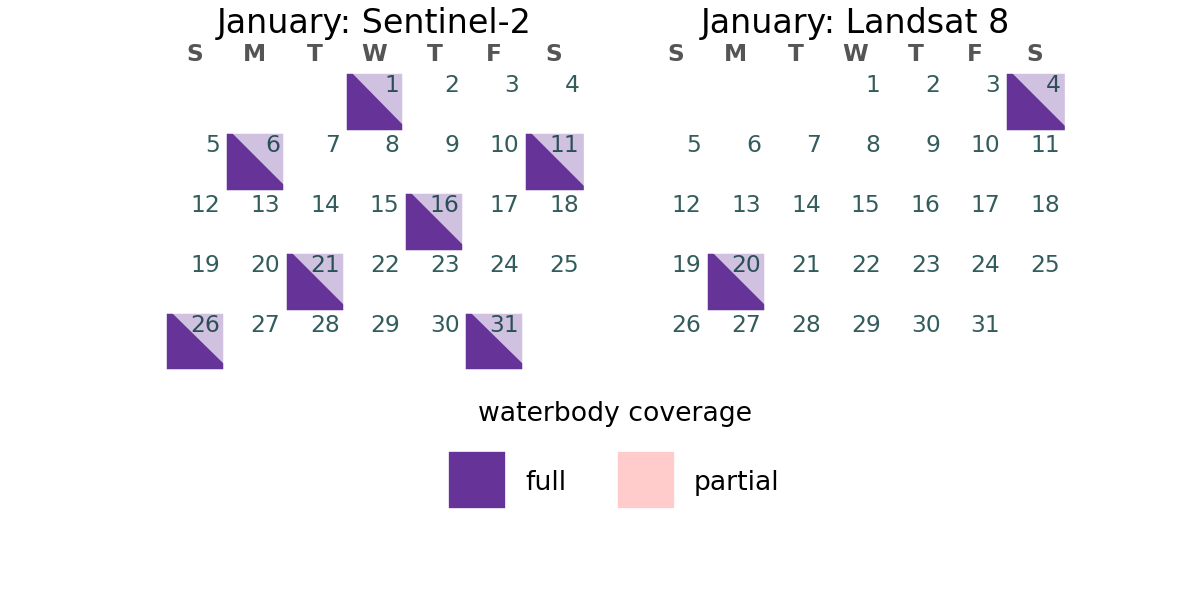 January: Sentinel-2
S M T W T F S
1 2 3 4
5 6 7 8 9 10 11
12 13 14 15 16 17 18
19 20 21 22 23 24 25
26 27 28 29 30 31
January: Landsat 8
S M T W T F S
1 2 3 4
5 6 7 8 9 10 11
12 13 14 15 16 17 18
19 20 21 22 23 24 25
26 27 28 29 30 31
waterbody coverage
full partial